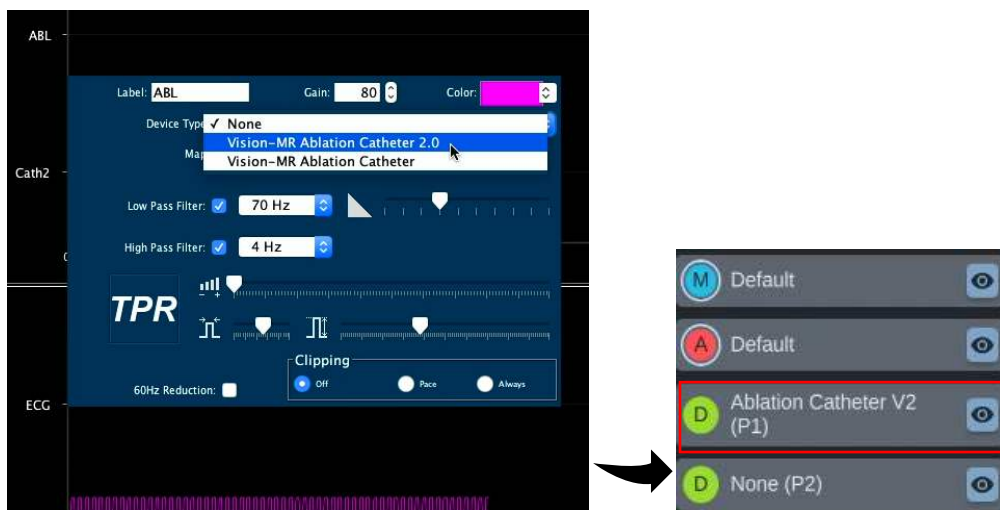 ABL
Label: ABL Gain: 80 Color:
Device Type ✓ None
Vision-MR Ablation Catheter 2.0
Map
Vision-MR Ablation Catheter
Cath2
Low Pass Filter: 70 Hz
High Pass Filter: 4 Hz
TPR
- +
Clipping
60Hz Reduction: Off Pace Always
ECG
M Default
A Default
D Ablation Catheter V2
(P1)
D None (P2)